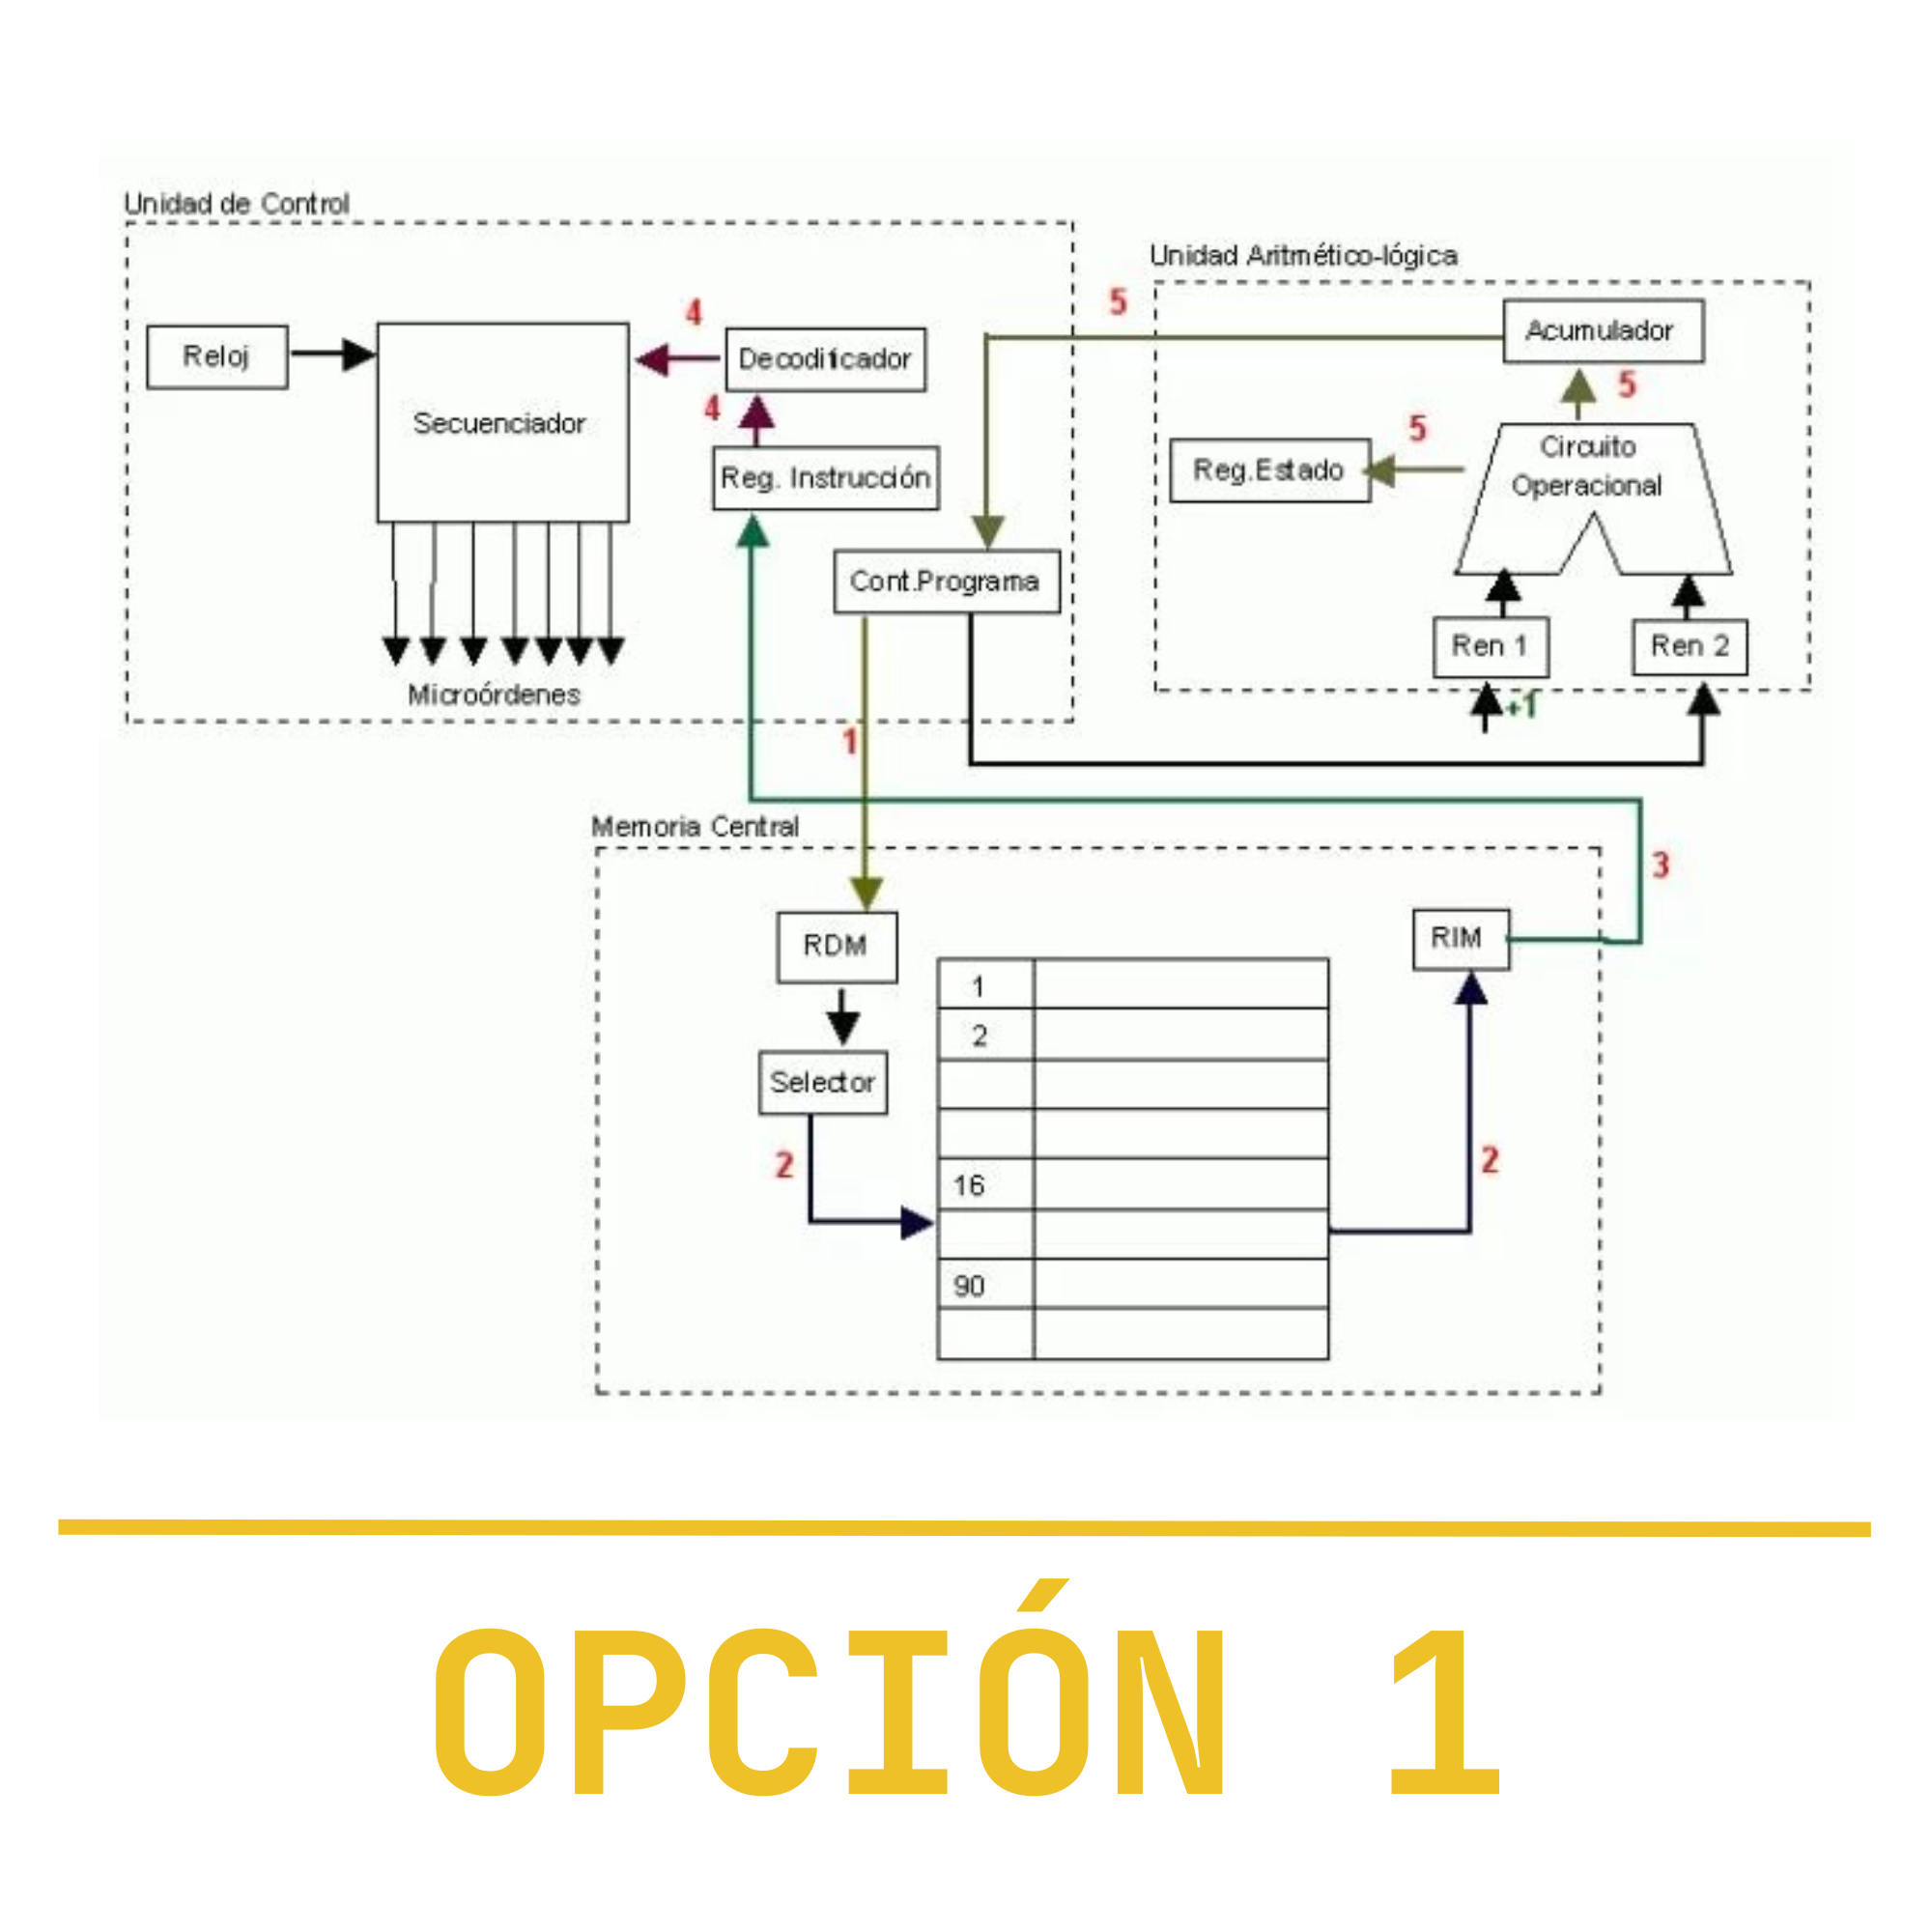 Unidad de Control
Unidad Aritmético-lógica
5
4
Acumulador
Reloj
Decodificador
5
4
Secuenciador
5
Circuito
Operacional
Reg.Estado
Reg. Instrucción
Cont.Programa
Ren 1
Ren 2
Microórdenes
+1
1
Memoria Central
3
RDM
RIM
1
2
Selector
2
2
16
90
OPCIÓN 1